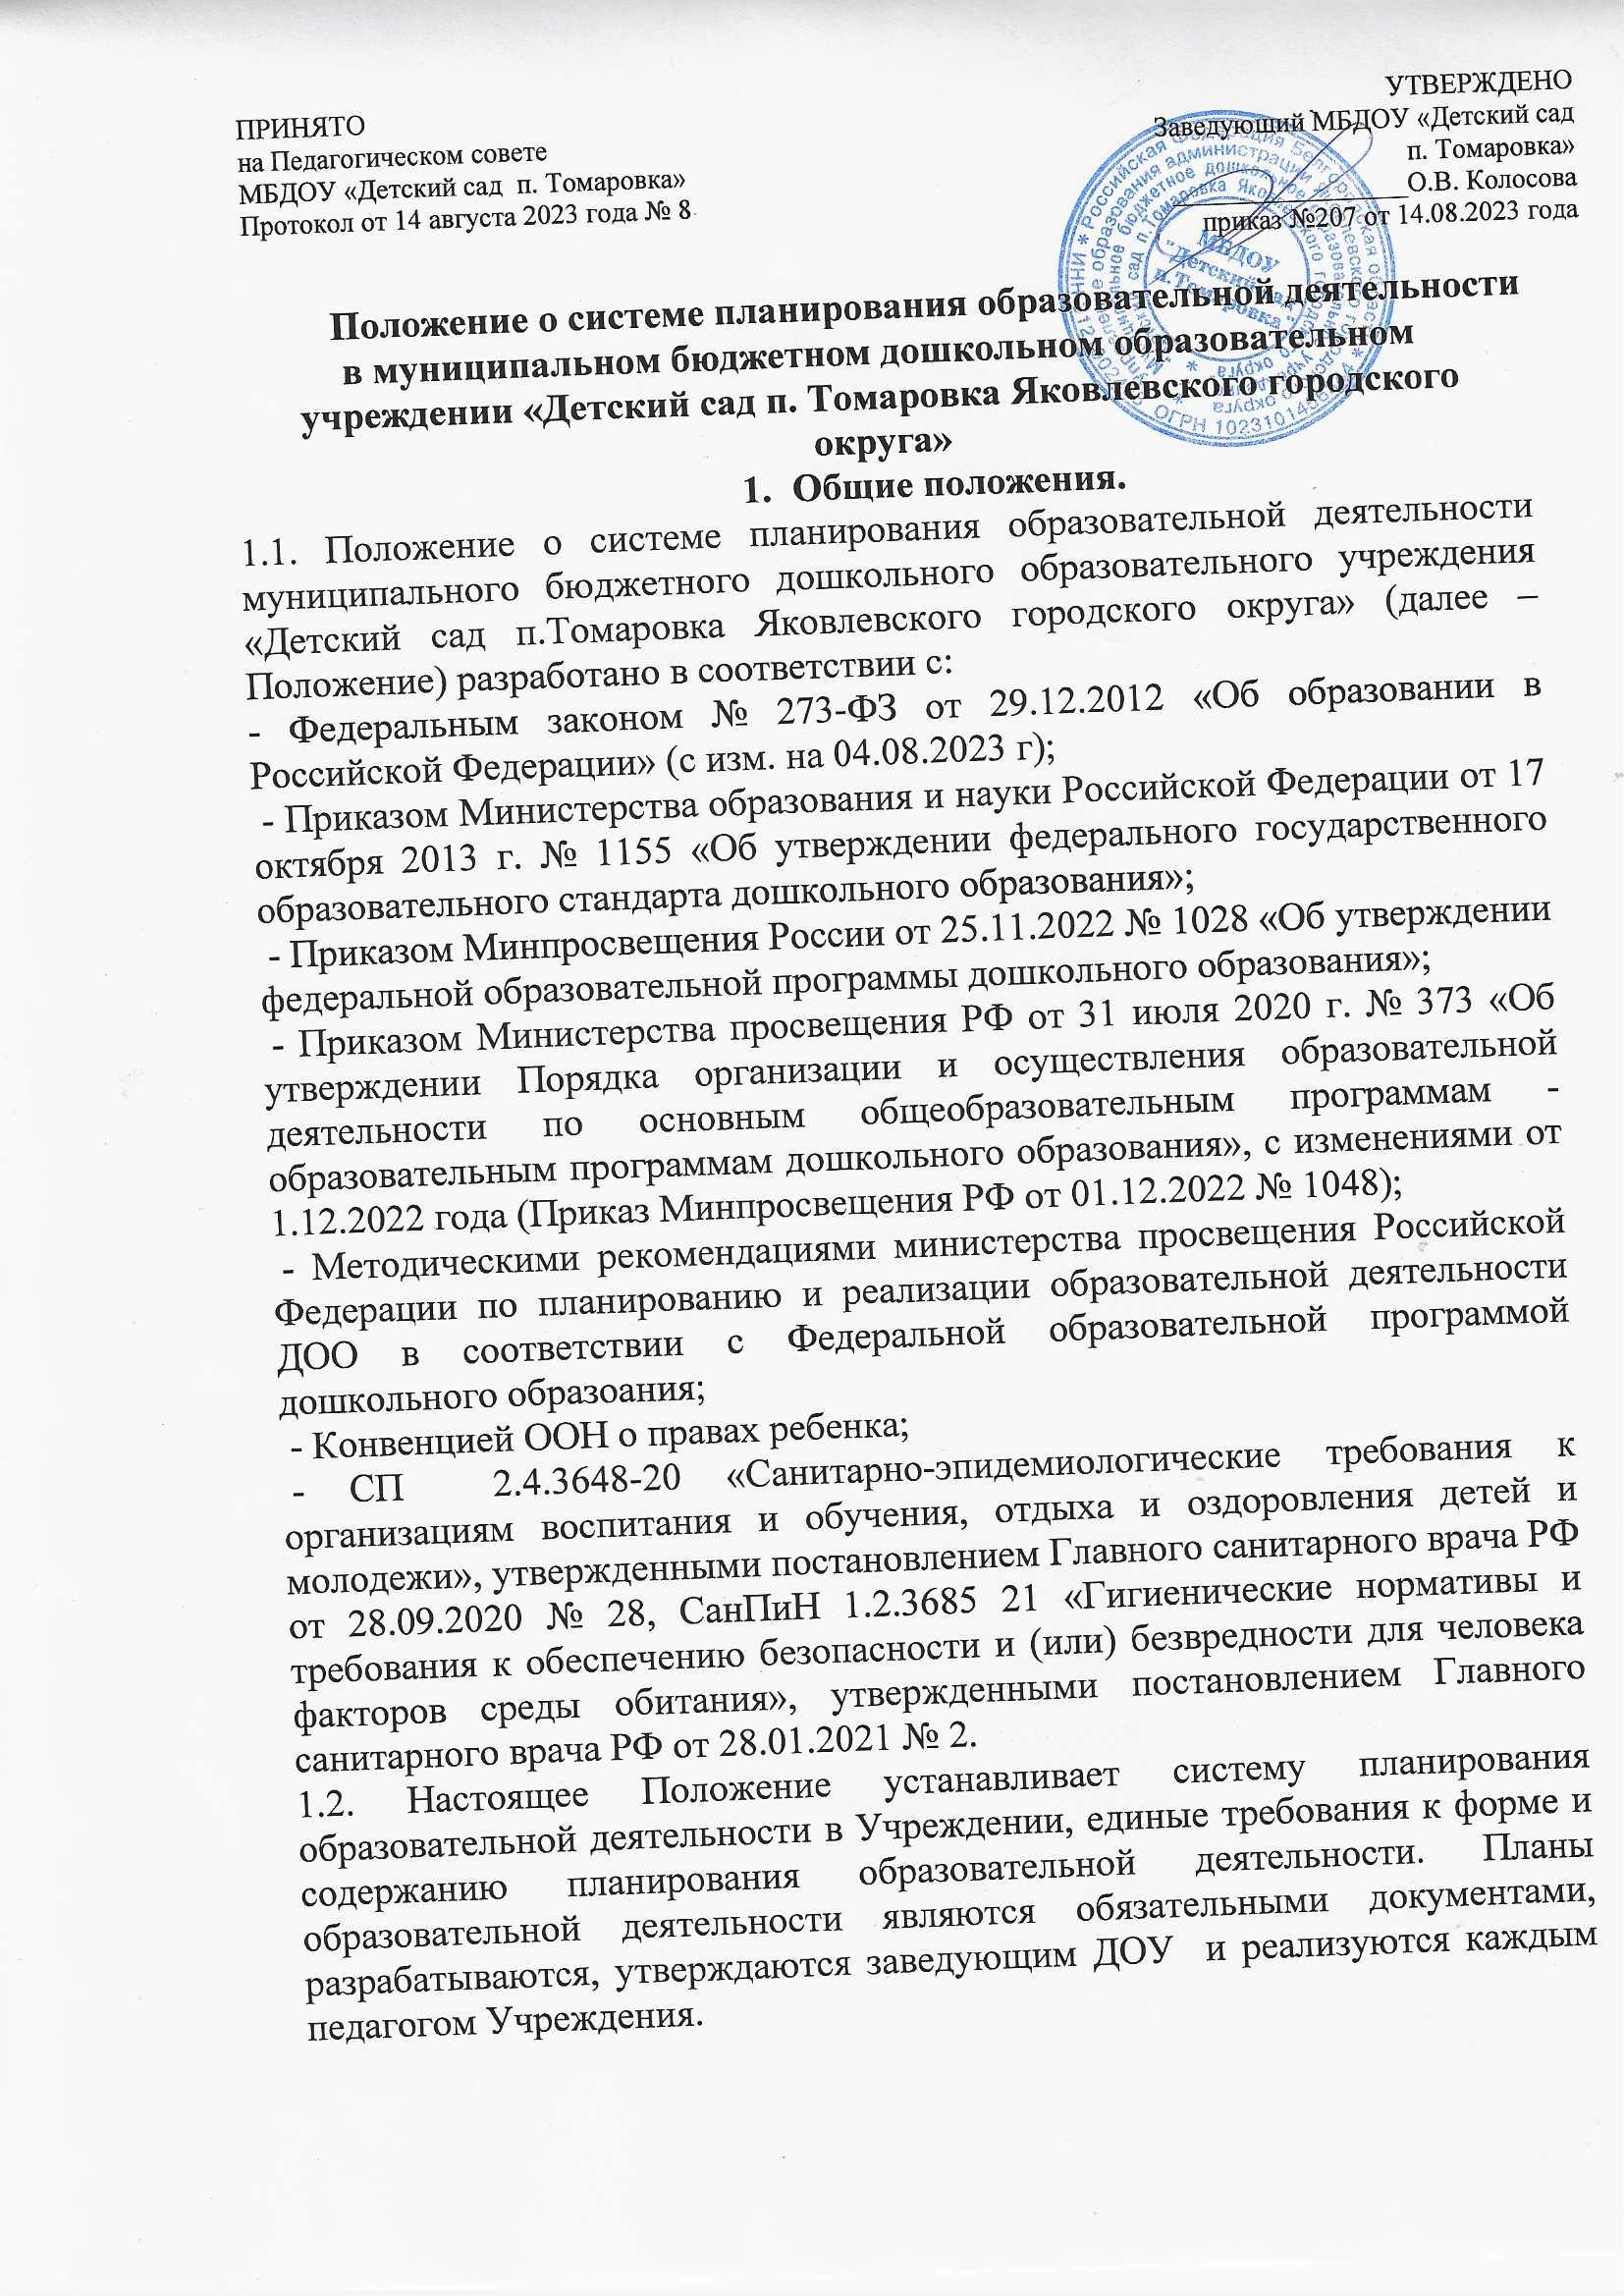 ПРИНЯТО
на Педагогическом совете
МБДОУ «Детский сад  п. Томаровка»
Протокол от 14 августа 2023 года № 8
УТВЕРЖДЕНО
Заведующий МБДОУ «Детский сад
п. Томаровка»
О.В. Колосова
приказ №207 от 14.08.2023 года
МБДОУ
"Детский сад
п. Томаровка"
Положение о системе планирования образовательной деятельности
в муниципальном бюджетном дошкольном образовательном
учреждении «Детский сад п. Томаровка Яковлевского городского
округа»
1. Общие положения.
1.1. Положение о системе планирования образовательной деятельности
муниципального бюджетного дошкольного образовательного учреждения
«Детский сад п.Томаровка Яковлевского городского округа» (далее –
Положение) разработано в соответствии с:
- Федеральным законом № 273-ФЗ от 29.12.2012 «Об образовании в
Российской Федерации» (с изм. на 04.08.2023 г);
- Приказом Министерства образования и науки Российской Федерации от 17
октября 2013 г. № 1155 «Об утверждении федерального государственного
образовательного стандарта дошкольного образования»;
- Приказом Минпросвещения России от 25.11.2022 № 1028 «Об утверждении
федеральной образовательной программы дошкольного образования»;
- Приказом Министерства просвещения РФ от 31 июля 2020 г. № 373 «Об
утверждении Порядка организации и осуществления образовательной
деятельности по основным общеобразовательным программам -
образовательным программам дошкольного образования», с изменениями от
1.12.2022 года (Приказ Минпросвещения РФ от 01.12.2022 № 1048);
- Методическими рекомендациями министерства просвещения Российской
Федерации по планированию и реализации образовательной деятельности
ДОО в соответствии с Федеральной образовательной программой
дошкольного образоания;
- Конвенцией ООН о правах ребенка;
- СП 2.4.3648-20 «Санитарно-эпидемиологические требования к
организациям воспитания и обучения, отдыха и оздоровления детей и
молодежи», утвержденными постановлением Главного санитарного врача РФ
от 28.09.2020 № 28, СанПиН 1.2.3685 21 «Гигиенические нормативы и
требования к обеспечению безопасности и (или) безвредности для человека
факторов среды обитания», утвержденными постановлением Главного
санитарного врача РФ от 28.01.2021 № 2.
1.2. Настоящее Положение устанавливает систему планирования
образовательной деятельности в Учреждении, единые требования к форме и
содержанию планирования образовательной деятельности. Планы
образовательной деятельности являются обязательными документами,
разрабатываются, утверждаются заведующим ДОУ  и реализуются каждым
педагогом Учреждения.